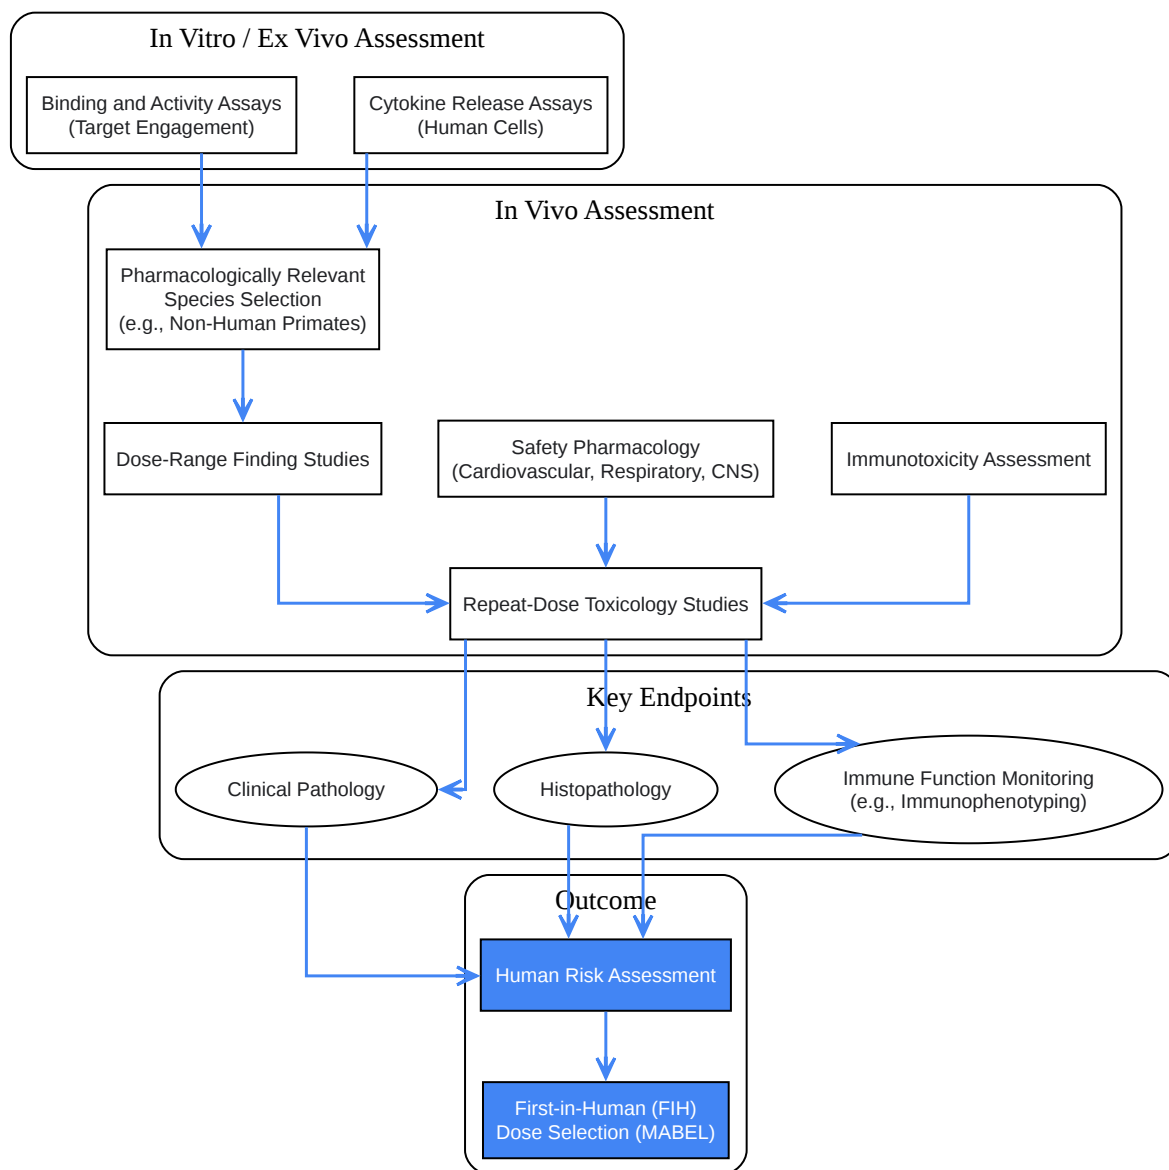 In Vitro / Ex Vivo Assessment
Binding and Activity Assays
(Target Engagement)
Cytokine Release Assays
(Human Cells)
In Vivo Assessment
Pharmacologically Relevant
Species Selection
(e.g., Non-Human Primates)
Dose-Range Finding Studies
Safety Pharmacology
(Cardiovascular, Respiratory, CNS)
Immunotoxicity Assessment
Repeat-Dose Toxicology Studies
Key Endpoints
Clinical Pathology
Histopathology
Immune Function Monitoring
(e.g., Immunophenotyping)
Outcome
Human Risk Assessment
First-in-Human (FIH)
Dose Selection (MABEL)